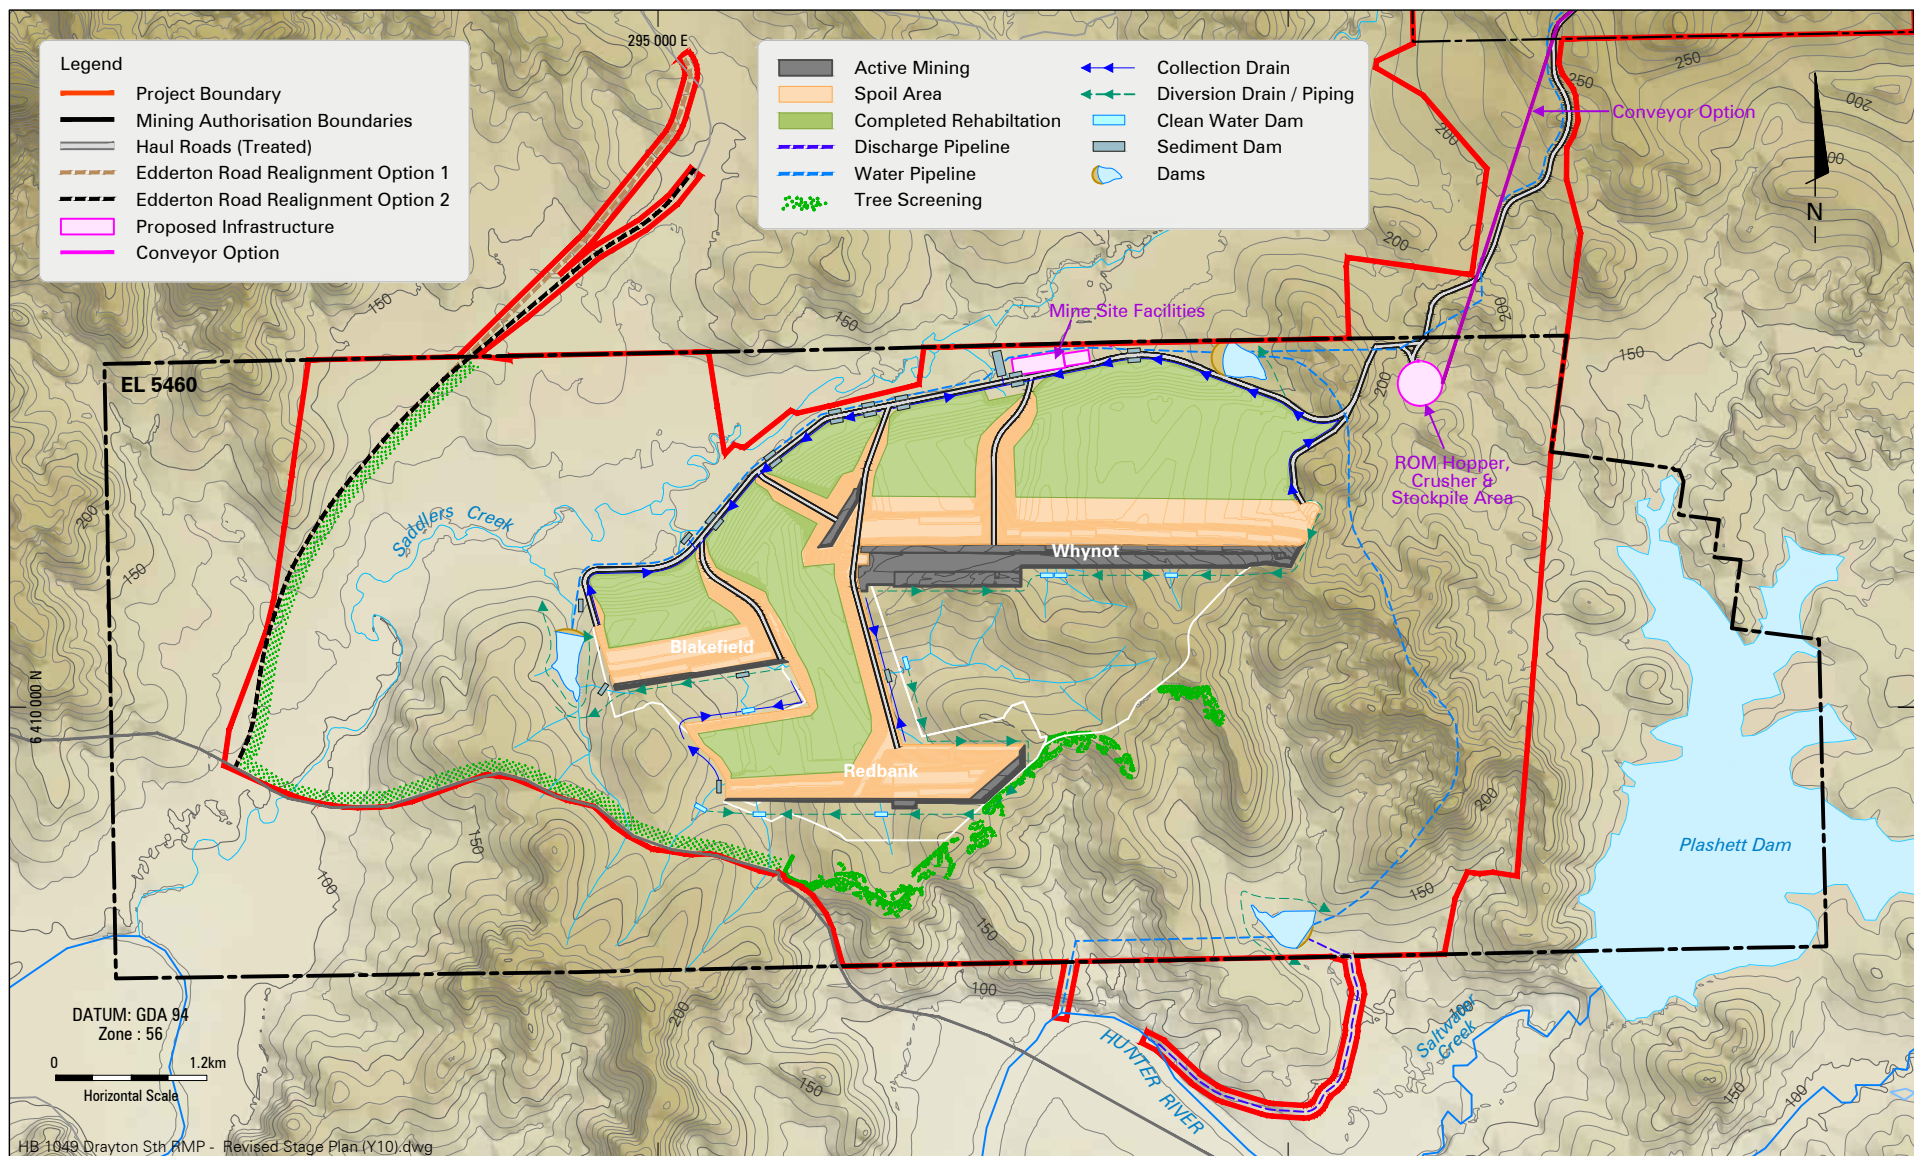 Legend
Project Boundary
Mining Authorisation Boundaries
Haul Roads (Treated)
Edderton Road Realignment Option 1
Edderton Road Realignment Option 2
Proposed Infrastructure
Conveyor Option
295 000 E
Active Mining
Spoil Area
Completed Rehabiltation
Discharge Pipeline
Water Pipeline
Tree Screening
Collection Drain
Diversion Drain / Piping
Clean Water Dam
Sediment Dam
Dams
250
250
200
200
Conveyor Option
N
200
150
150
Mine Site Facilities
200
150
EL 5460
200
ROM Hopper,
Crusher &
Stockpile Area
Saddlers Creek
200
150
Whynot
Blakefield
6 410 000 N
Redbank
200
150
100
150
Plashett Dam
150
100
200
100
Saltwater
Creek
HUNTER RIVER
150
150
100
DATUM: GDA 94
Zone : 56
0 1.2km
Horizontal Scale
HB 1049 Drayton Sth RMP - Revised Stage Plan (Y10).dwg